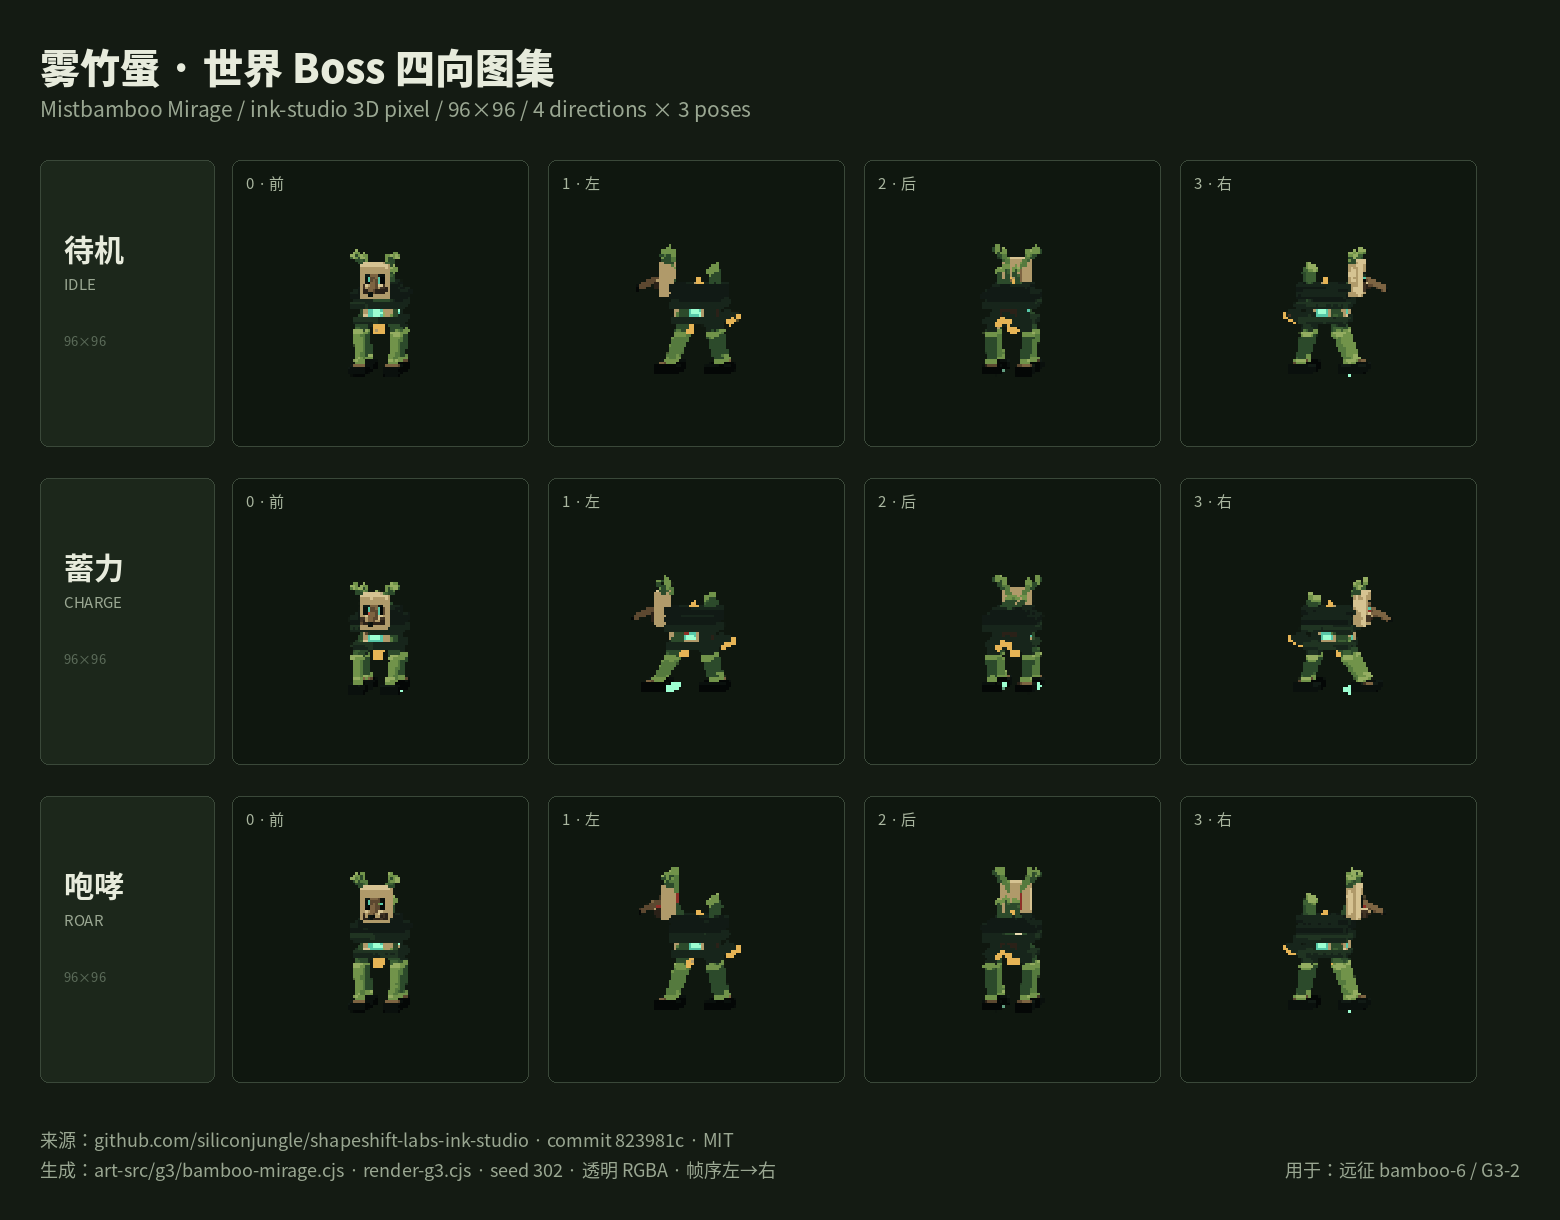 雾竹蜃 · 世界 Boss 四向图集
Mistbamboo Mirage / ink-studio 3D pixel / 96×96 / 4 directions × 3 poses
待机
IDLE
96×96
0 · 前
1 · 左
2 · 后
3 · 右
蓄力
CHARGE
96×96
0 · 前
1 · 左
2 · 后
3 · 右
咆哮
ROAR
96×96
0 · 前
1 · 左
2 · 后
3 · 右
来源：github.com/siliconjungle/shapeshift-labs-ink-studio · commit 823981c · MIT
生成：art-src/g3/bamboo-mirage.cjs · render-g3.cjs · seed 302 · 透明 RGBA · 帧序左→右
用于：远征 bamboo-6 / G3-2